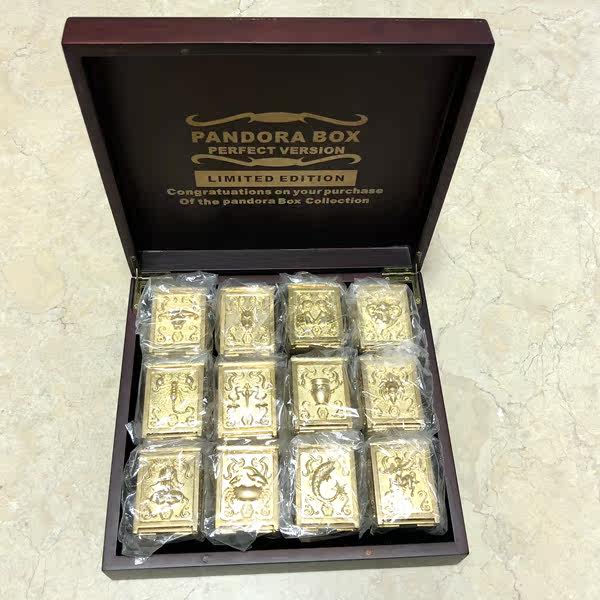 PANDORA BOX
PERFECT VERSION
LIMITED EDITION
Congratuations on your purchase
Of the pandora Box Collection